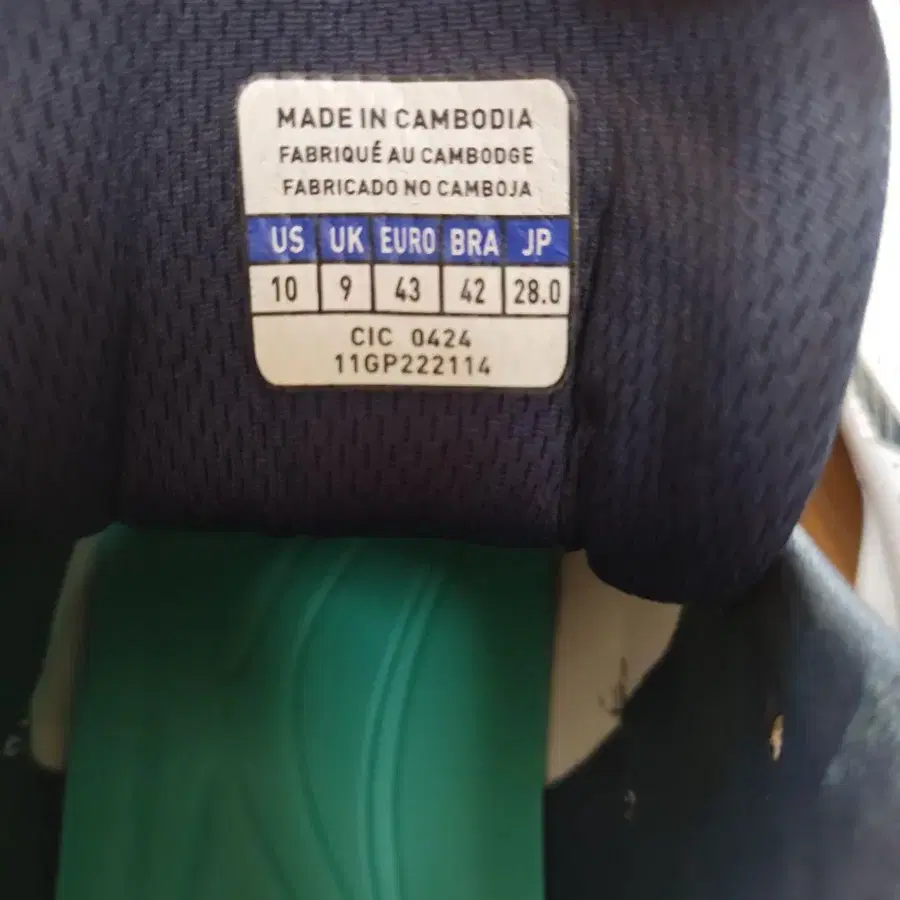 MADE IN CAMBODIA
FABRIQUÉ AU CAMBODGE
FABRICADO NO CAMBOJA
US UK EURO BRA JP
10 9 43 42 28.0
CIC 0424
11GP222114